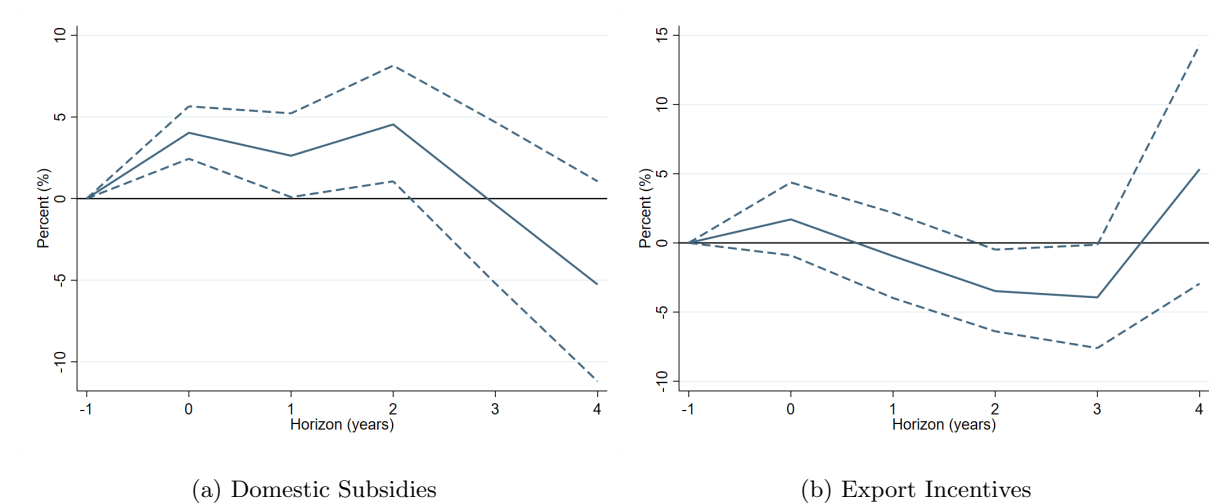 10
5
0
-5
-10
Percent (%)
-1 0 1 2 3 4
Horizon (years)
(a) Domestic Subsidies
15
10
5
0
-5
-10
Percent (%)
-1 0 1 2 3 4
Horizon (years)
(b) Export Incentives